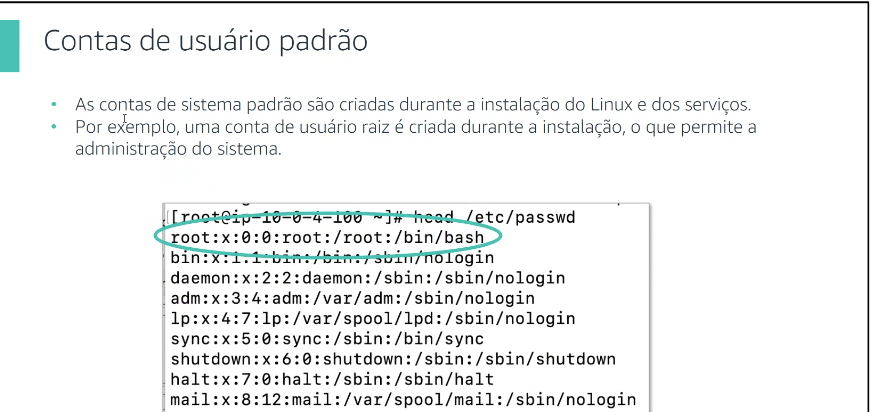 Contas de usuário padrão
• As contas de sistema padrão são criadas durante a instalação do Linux e dos serviços.
• Por exemplo, uma conta de usuário raiz é criada durante a instalação, o que permite a
administração do sistema.
[root@ip-10-0-4-100 ~]# head /etc/passwd
root:x:0:0:root:/root:/bin/bash
bin:x:1:1:bin:/bin:/sbin/nologin
daemon:x:2:2:daemon:/sbin:/sbin/nologin
adm:x:3:4:adm:/var/adm:/sbin/nologin
lp:x:4:7:lp:/var/spool/lpd:/sbin/nologin
sync:x:5:0:sync:/sbin:/bin/sync
shutdown:x:6:0:shutdown:/sbin:/sbin/shutdown
halt:x:7:0:halt:/sbin:/sbin/halt
mail:x:8:12:mail:/var/spool/mail:/sbin/nologin